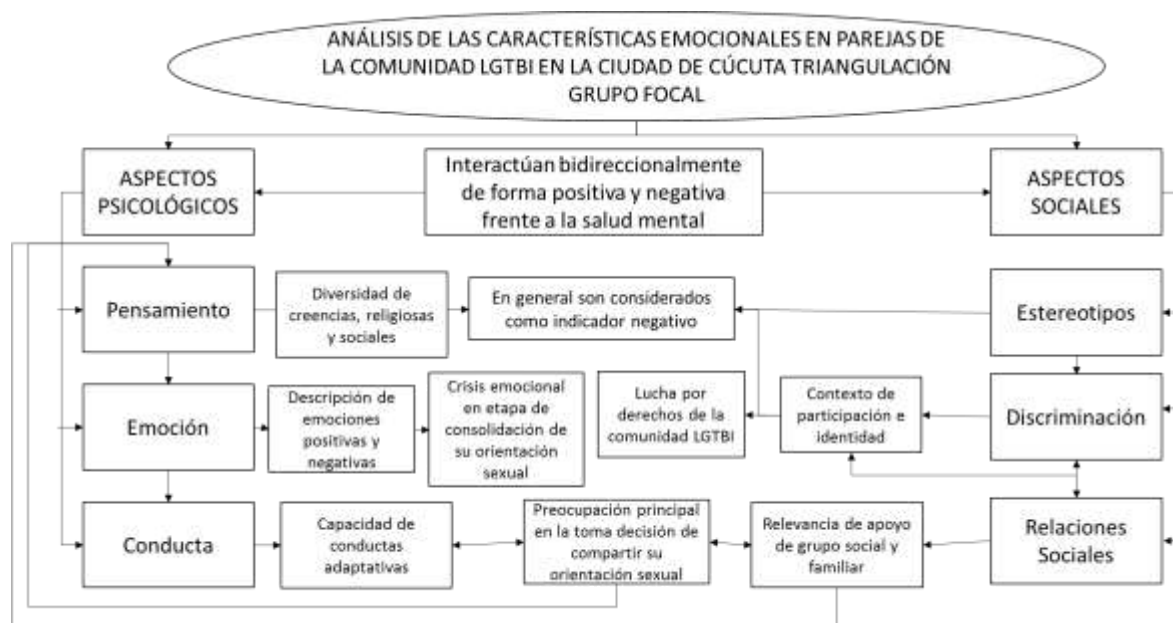 ANÁLISIS DE LAS CARACTERÍSTICAS EMOCIONALES EN PAREJAS DE
LA COMUNIDAD LGTBI EN LA CIUDAD DE CÚCUTA TRIANGULACIÓN
GRUPO FOCAL
ASPECTOS
PSICOLÓGICOS
Interactúan bidireccionalmente
de forma positiva y negativa
frente a la salud mental
ASPECTOS
SOCIALES
Pensamiento
Diversidad de
creencias, religiosas
y sociales
En general son considerados
como indicador negativo
Estereotipos
Emoción
Descripción de
emociones
positivas y
negativas
Crisis emocional
en etapa de
consolidación de
su orientación
sexual
Lucha por
derechos de la
comunidad LGTBI
Contexto de
participación e
identidad
Discriminación
Conducta
Capacidad de
conductas
adaptativas
Preocupación principal
en la toma decisión de
compartir su
orientación sexual
Relevancia de apoyo
de grupo social y
familiar
Relaciones
Sociales